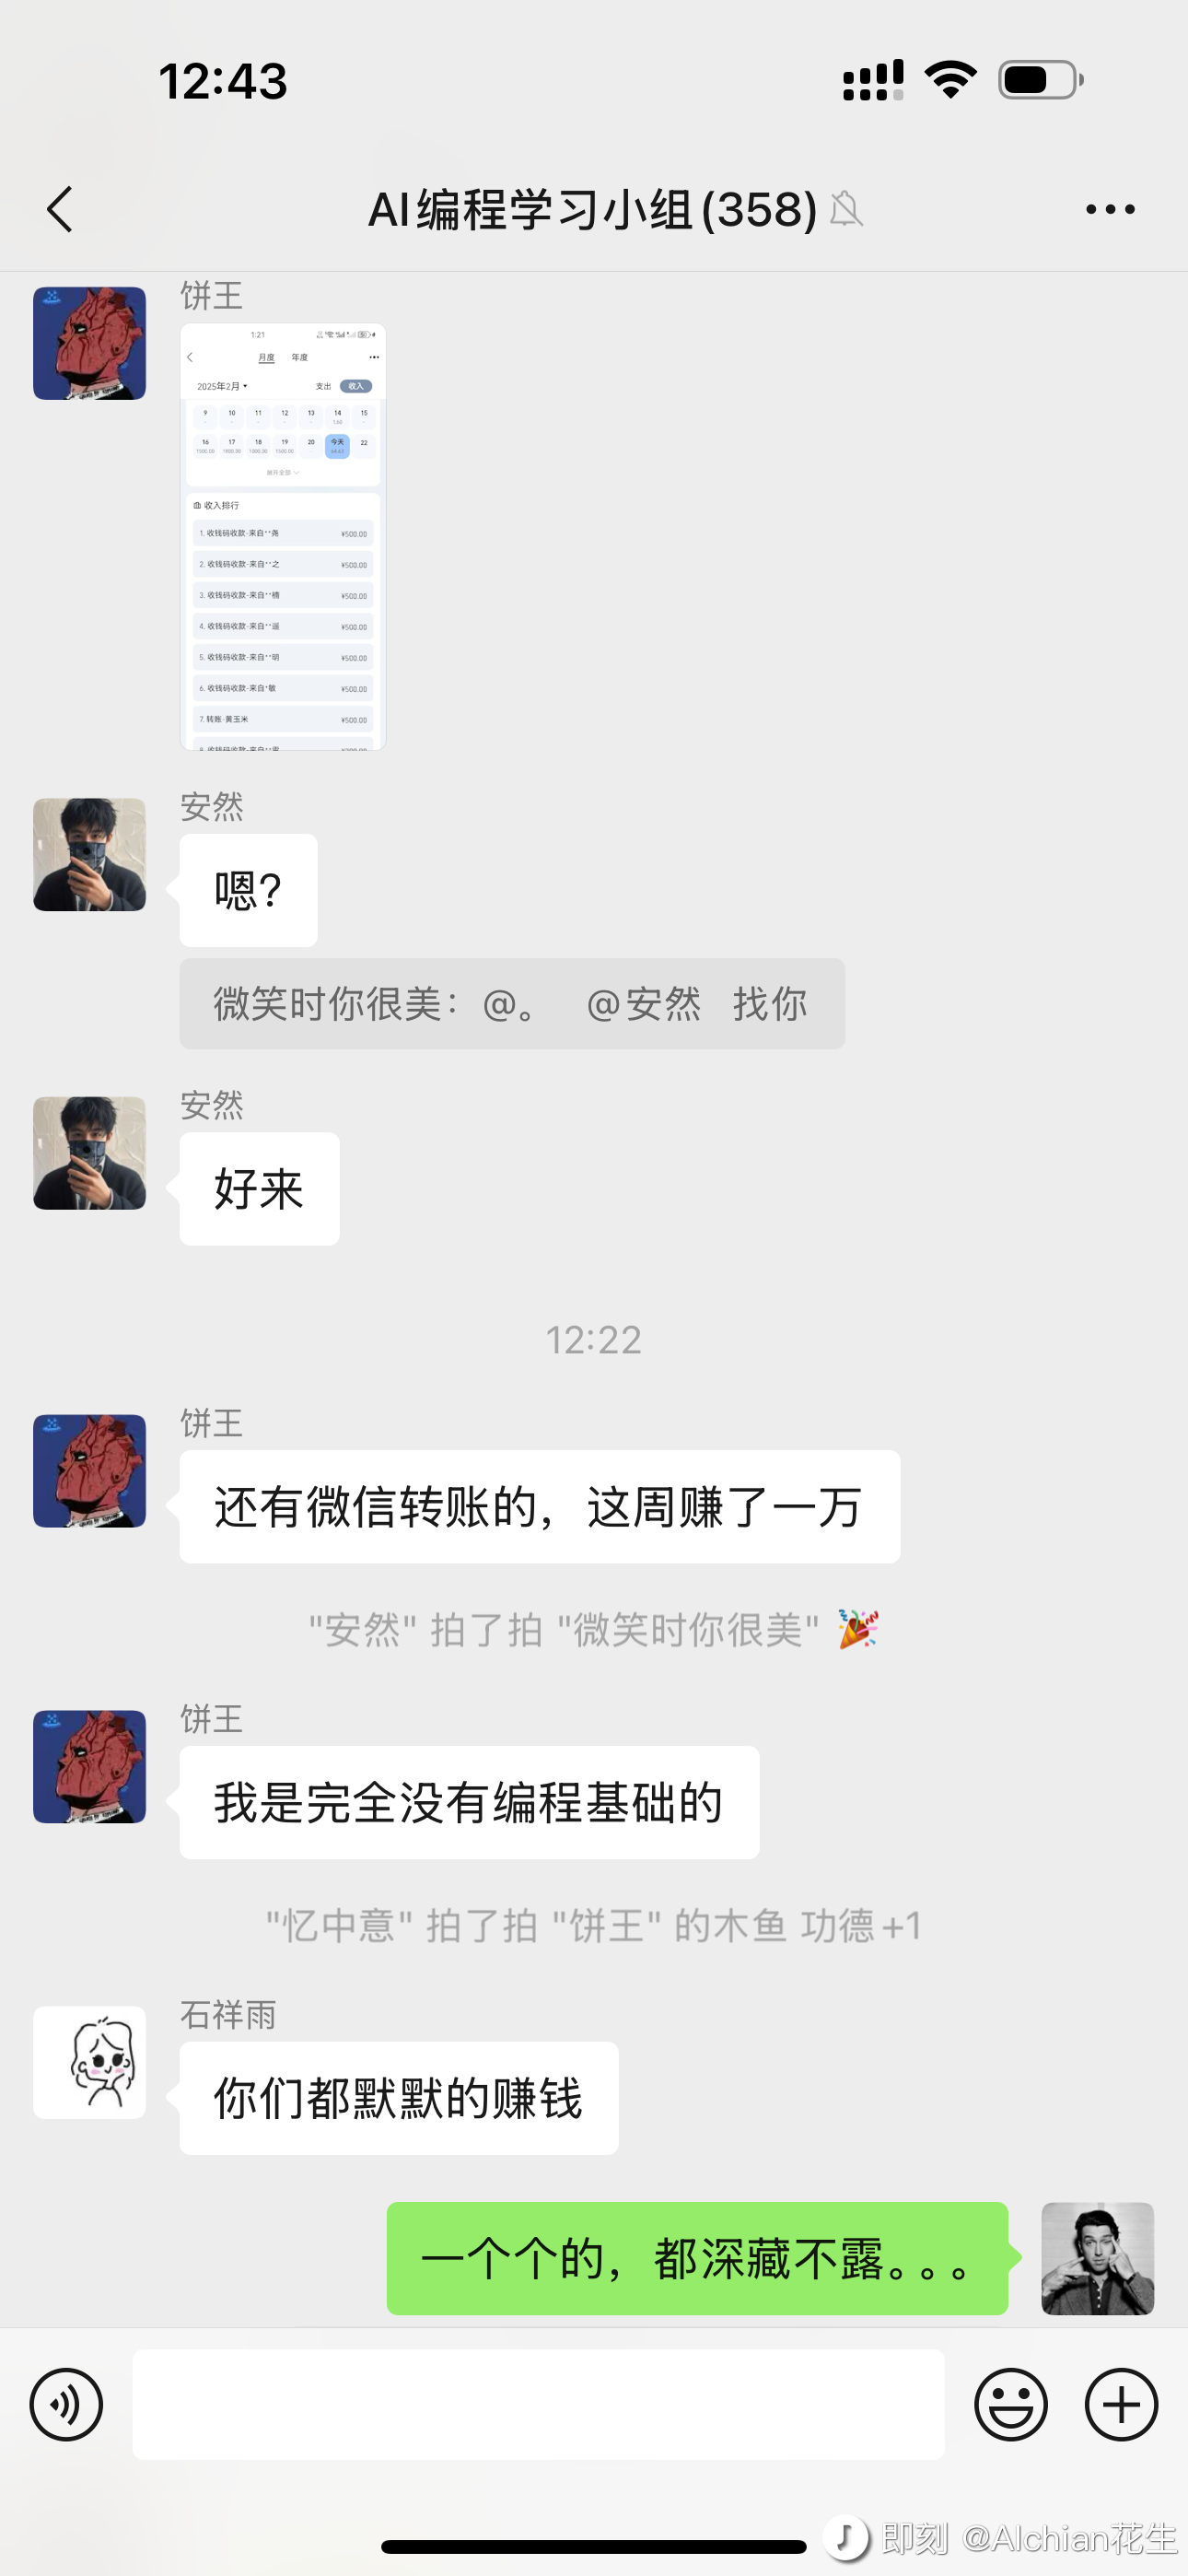 12:43
AI编程学习小组(358)
饼王
1:21
月度 年度
2025年2月 支出 收入
9 10 11 12 13 14 15
16 17 18 19 20 今天 22
展开全部
收入排行
1. 收钱码收款-来自**尧 ¥500.00
2. 收钱码收款-来自**之 ¥500.00
3. 收钱码收款-来自**楠 ¥500.00
4. 收钱码收款-来自**遥 ¥500.00
5. 收钱码收款-来自**明 ¥500.00
6. 收钱码收款-来自*敏 ¥500.00
7. 转账-黄玉米 ¥500.00
安然
嗯?
微笑时你很美：@。 @安然 找你
安然
好来
12:22
饼王
还有微信转账的，这周赚了一万
"安然" 拍了拍 "微笑时你很美" 🎉
饼王
我是完全没有编程基础的
"忆中意" 拍了拍 "饼王" 的木鱼 功德+1
石祥雨
你们都默默的赚钱
一个个的，都深藏不露。。。
即刻 @AIchian花生